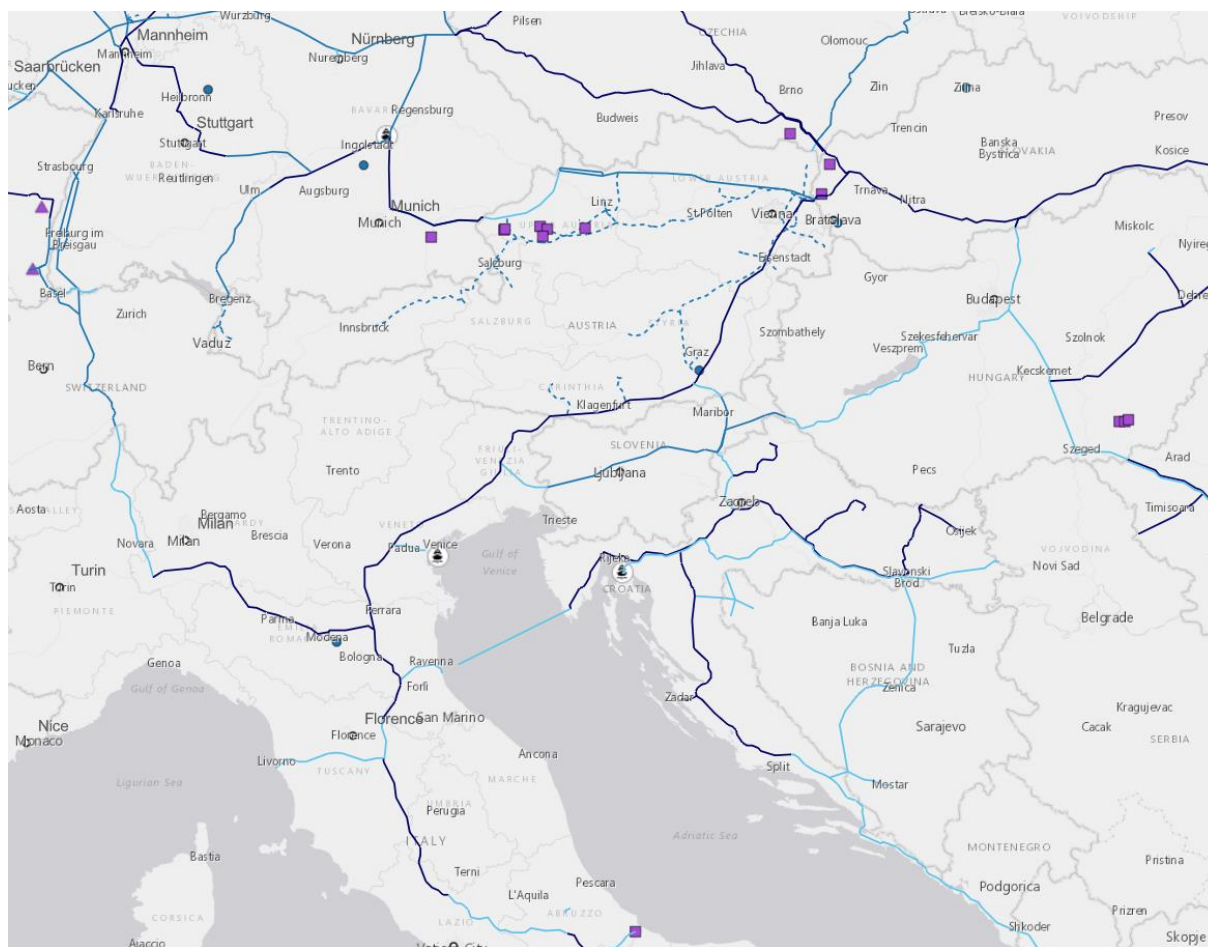 Wurzburg
Pilsen
CZECHIA
Olomouc
VOIVODSHIP
Mannheim
Mannheim
Nürnberg
Nuremberg
Jihlava
Saarbrücken
Heilbronn
Brno
Zlin
Zilina
Karlsruhe
Regensburg
Budweis
Trencin
Presov
Stuttgart
Stuttgart
Ingolstadt
Banska
Bystrica
SLOVAKIA
Kosice
Strasbourg
BADEN-
WUERTTEMBERG
Reutlingen
Ulm
Augsburg
LOWER AUSTRIA
Trnava
Nitra
Munich
Munich
Linz
St Pölten
Vienna
Bratislava
Miskolc
Freiburg im
Breisgau
Salzburg
Eisenstadt
Basel
Zurich
Bregenz
Innsbruck
SALZBURG
AUSTRIA
STYRIA
Gyor
Budapest
Szombathely
Szekesfehervar
Veszprem
Szolnok
Vaduz
Graz
Bern
SWITZERLAND
Kecskemet
HUNGARY
CARINTHIA
Klagenfurt
Maribor
TRENTINO-
ALTO ADIGE
FRIULI-
VENEZIA
GIULIA
SLOVENIA
Szeged
Arad
Trento
Ljubljana
Pecs
Aosta
Bergamo
Milan
Milan
Brescia
Verona
Padua
Venice
Trieste
Zagreb
Timisoara
Osijek
Novara
Gulf of
Venice
Rijeka
VOJVODINA
Novi Sad
Turin
Turin
PIEMONTE
CROATIA
Slavonski
Brod
Ferrara
Parma
Modena
Banja Luka
Belgrade
Bologna
Ravenna
Tuzla
Genoa
Gulf of Genoa
Forli
BOSNIA AND
HERZEGOVINA
Zenica
Zadar
Kragujevac
Nice
Monaco
Florence
Florence
San Marino
Sarajevo
Cacak
SERBIA
Livorno
Ancona
TUSCANY
MARCHE
Split
Mostar
Ligurian Sea
UMBRIA
Perugia
Adriatic Sea
ITALY
MONTENEGRO
Bastia
Terni
Pristina
L'Aquila
Pescara
Podgorica
CORSICA
LAZIO
ABRUZZO
Prizren
Shkoder
Skopje
Ajaccio